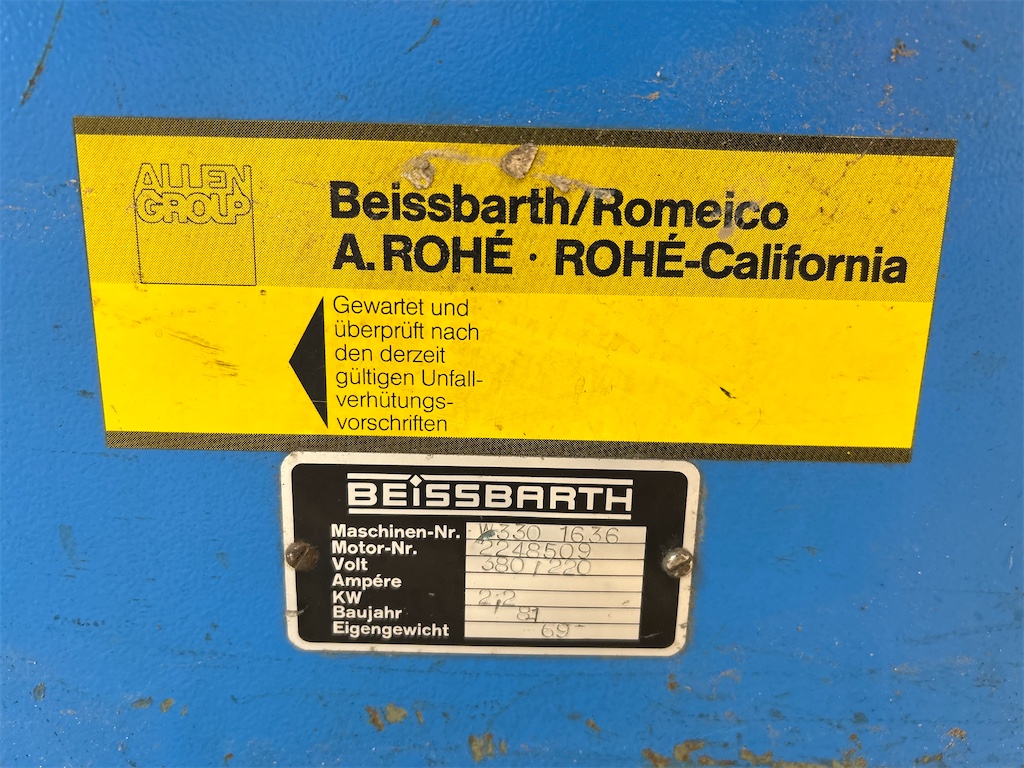 ALLEN
GROUP
Beissbarth/Romeico
A. ROHÉ · ROHÉ-California
Gewartet und
überprüft nach
den derzeit
gültigen Unfall-
verhütungs-
vorschriften
BEISSBARTH
Maschinen-Nr. W330 1636
Motor-Nr. 2248509
Volt 380/220
Ampére
KW 2,2
Baujahr 81
Eigengewicht 69